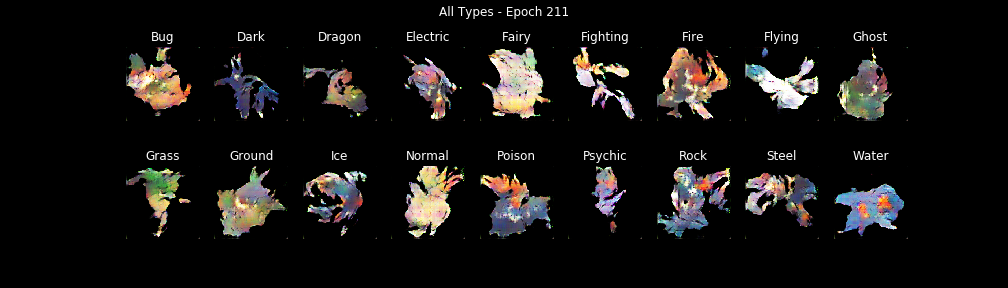 All Types - Epoch 211
Bug Dark Dragon Electric Fairy Fighting Fire Flying Ghost
Grass Ground Ice Normal Poison Psychic Rock Steel Water